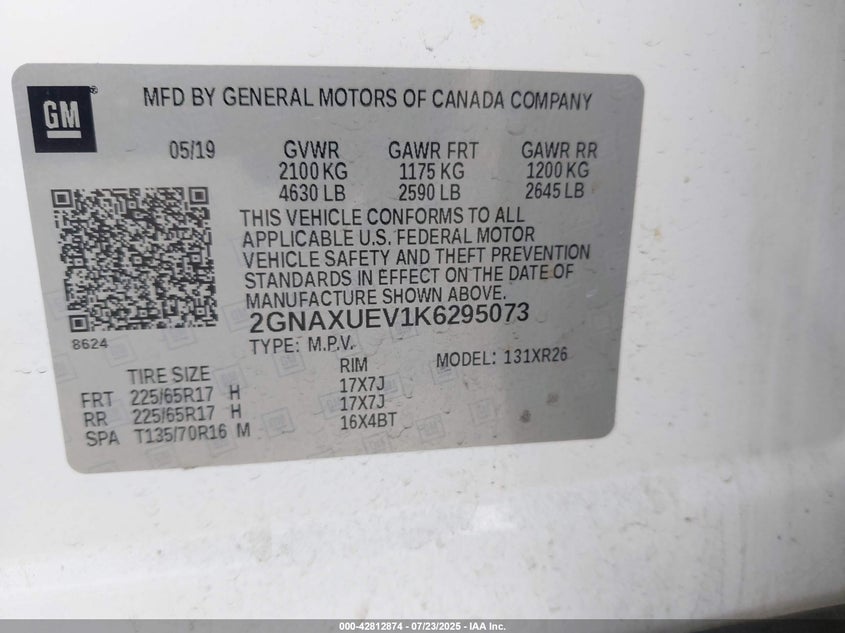 GM ®
MFD BY GENERAL MOTORS OF CANADA COMPANY
05/19 GVWR GAWR FRT GAWR RR
2100 KG 1175 KG 1200 KG
4630 LB 2590 LB 2645 LB
THIS VEHICLE CONFORMS TO ALL
APPLICABLE U.S. FEDERAL MOTOR
VEHICLE SAFETY AND THEFT PREVENTION
STANDARDS IN EFFECT ON THE DATE OF
MANUFACTURE SHOWN ABOVE.
2GNAXUEV1K6295073
8624
TYPE: M.P.V. MODEL: 131XR26
TIRE SIZE RIM
FRT 225/65R17 H 17X7J
RR 225/65R17 H 17X7J
SPA T135/70R16 M 16X4BT
000-42812874 - 07/23/2025 - IAA Inc.